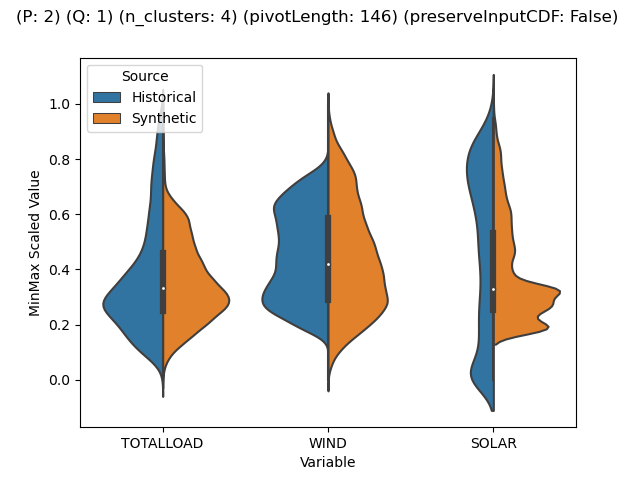 (P: 2) (Q: 1) (n_clusters: 4) (pivotLength: 146) (preserveInputCDF: False)
Source
Historical
Synthetic
1.0
0.8
0.6
0.4
0.2
0.0
MinMax Scaled Value
TOTALLOAD WIND SOLAR
Variable